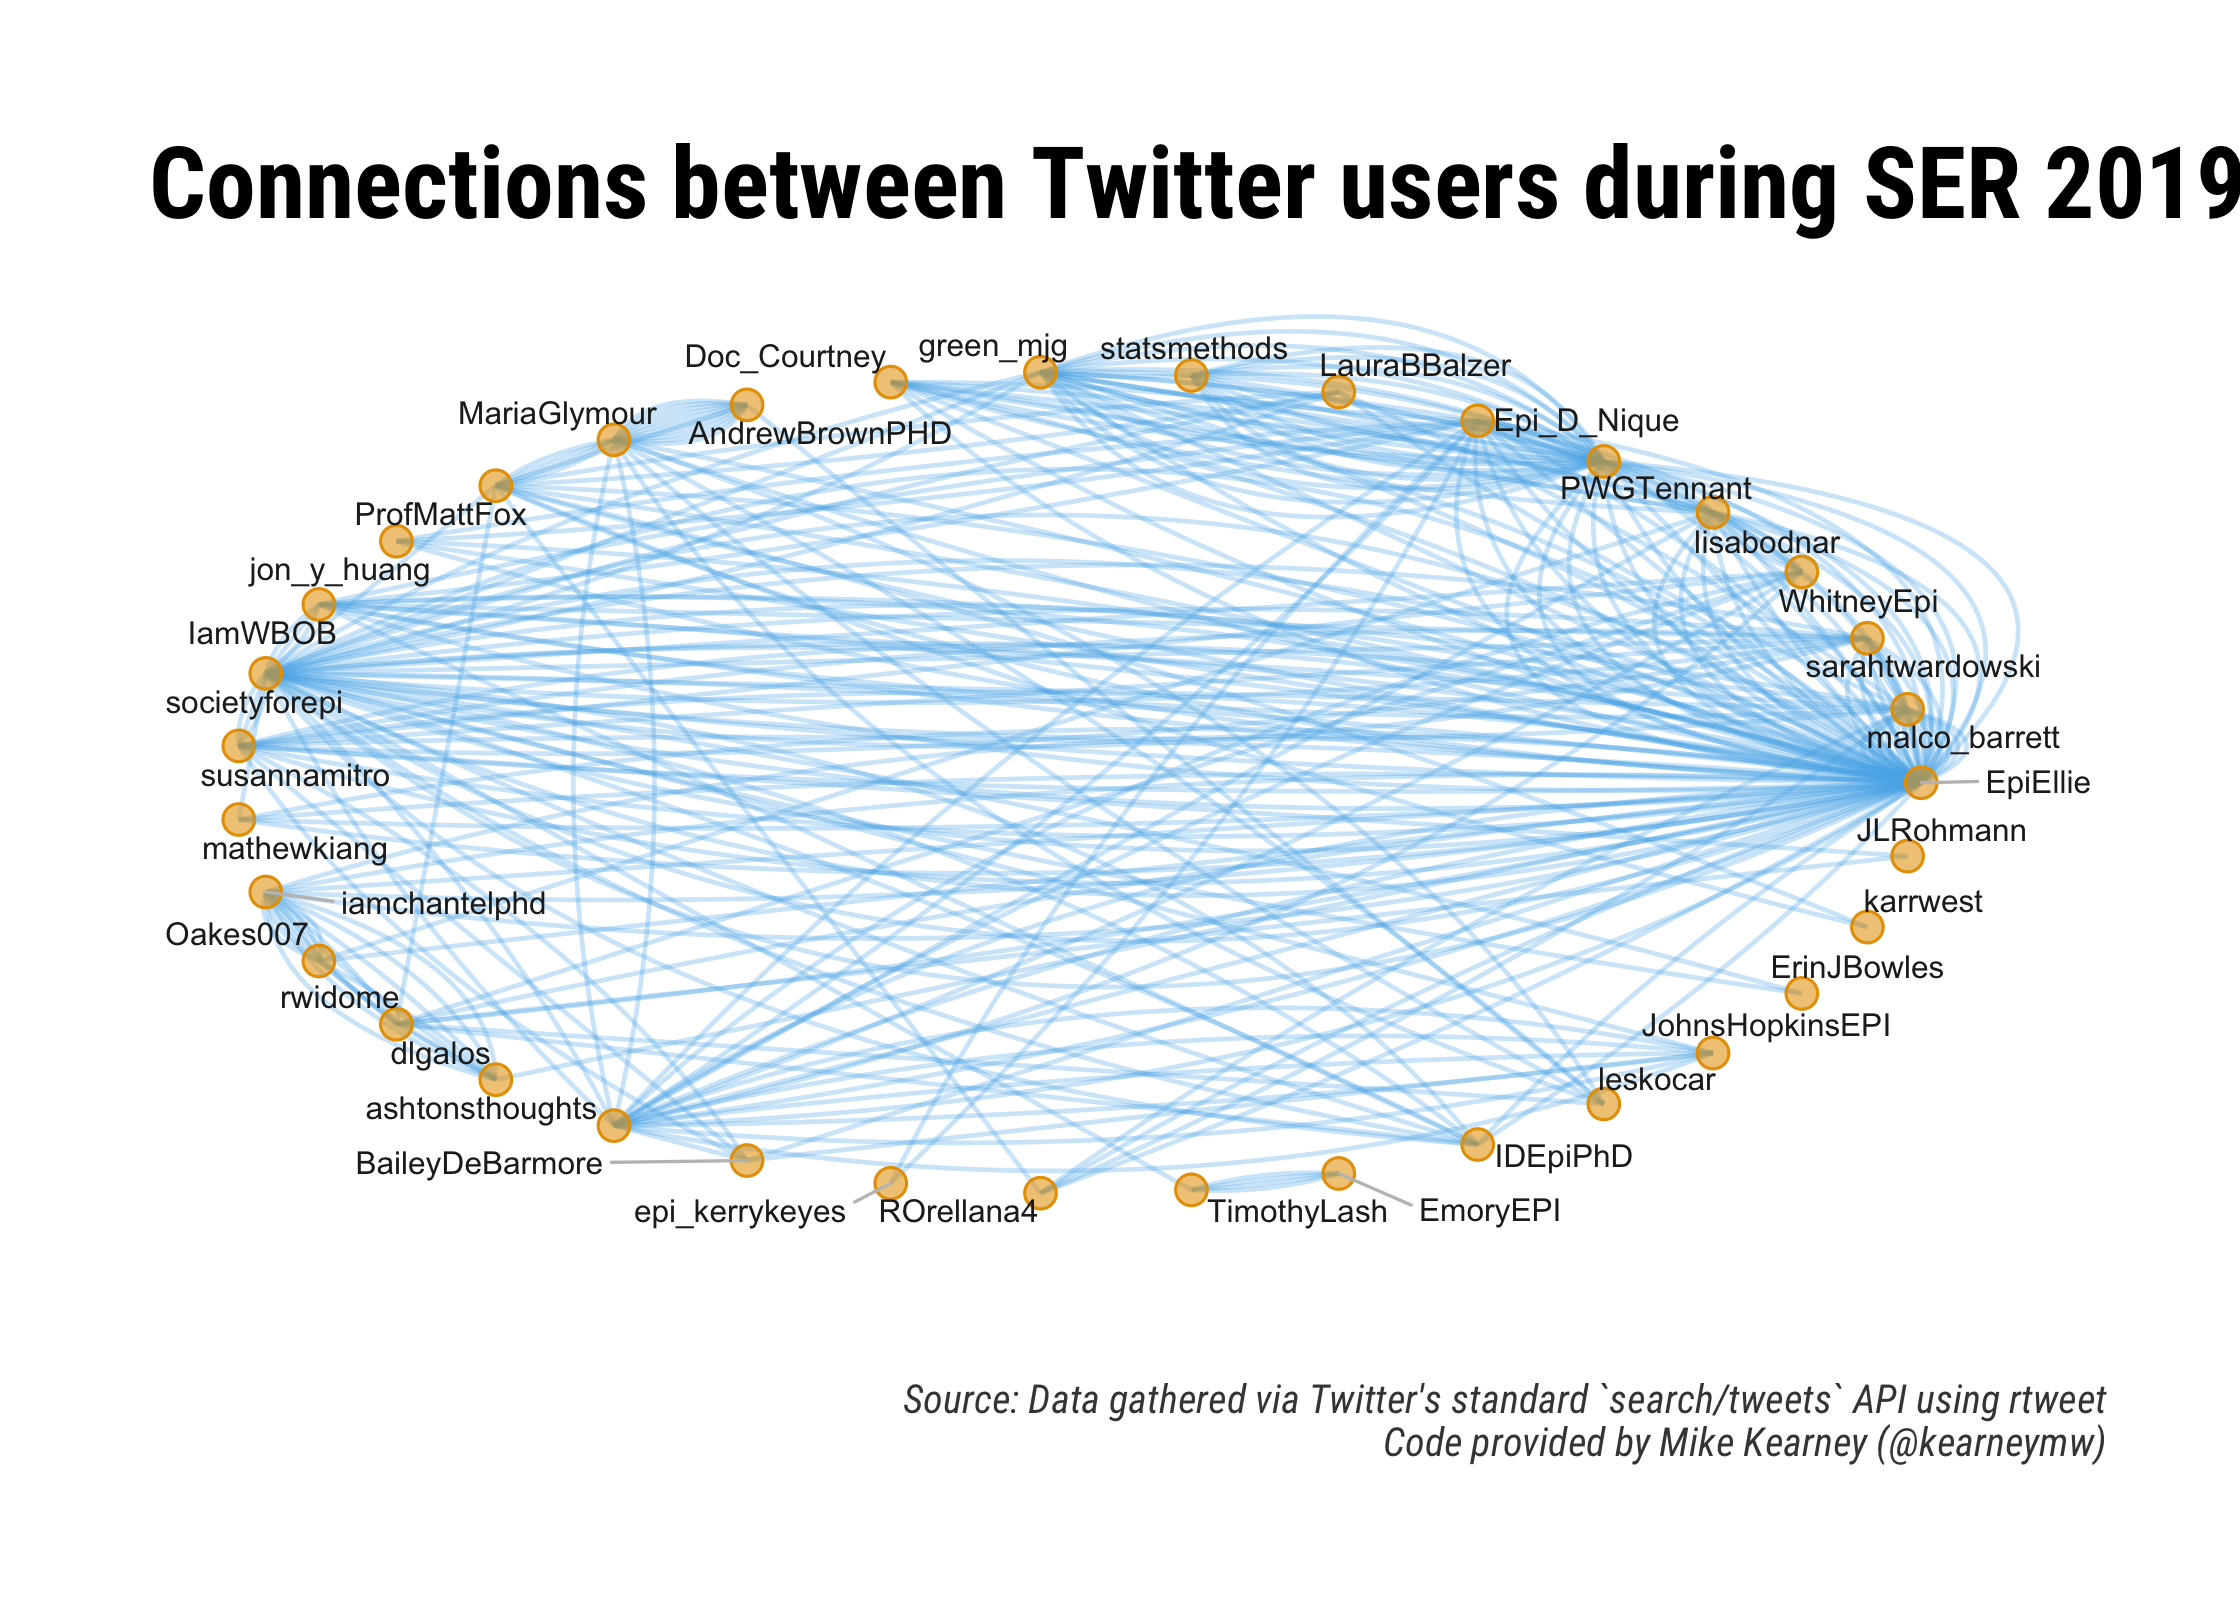 Connections between Twitter users during SER 2019
green_mjg
statsmethods
Doc_Courtney
LauraBBalzer
MariaGlymour
Epi_D_Nique
AndrewBrownPHD
PWGTennant
ProfMattFox
lisabodnar
jon_y_huang
WhitneyEpi
IamWBOB
sarahtwardowski
societyforepi
malco_barrett
susannamitro
EpiEllie
JLRohmann
mathewkiang
iamchantelphd
karrwest
Oakes007
ErinJBowles
rwidome
JohnsHopkinsEPI
dlgalos
leskocar
ashtonsthoughts
BaileyDeBarmore
IDEpiPhD
epi_kerrykeyes
ROrellana4
TimothyLash
EmoryEPI
Source: Data gathered via Twitter's standard `search/tweets` API using rtweet
Code provided by Mike Kearney (@kearneymw)